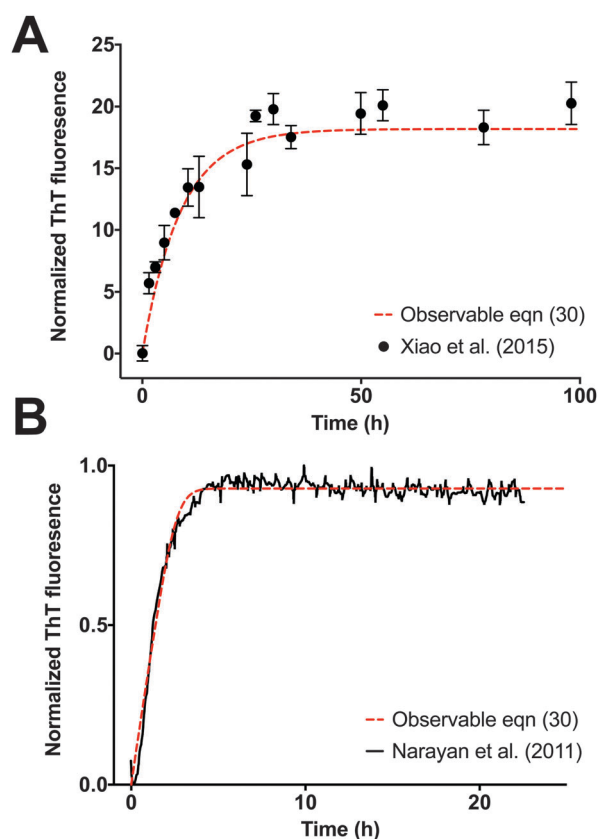 A
Normalized ThT fluoresence
25
20
15
10
5
0
Observable eqn (30)
Xiao et al. (2015)
0
50
100
Time (h)
B
Normalized ThT fluoresence
1.0
0.5
0.0
Observable eqn (30)
Narayan et al. (2011)
0
10
20
Time (h)